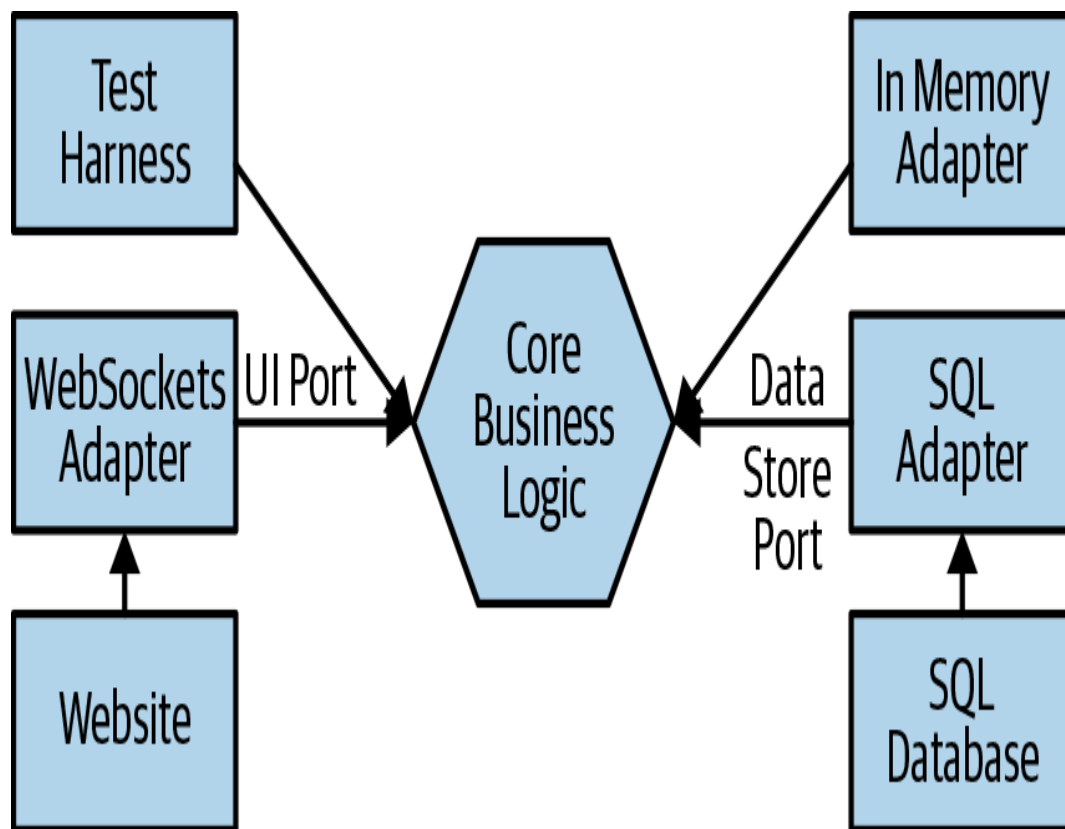 Test
Harness
In Memory
Adapter
WebSockets
Adapter
UI Port
Core
Business
Logic
Data
Store
Port
SQL
Adapter
Website
SQL
Database